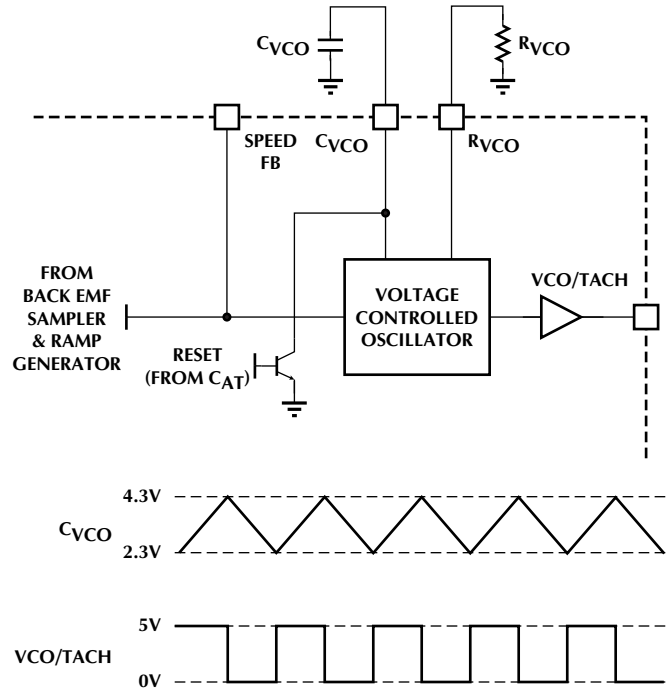 CVCO
RVCO
SPEED
FB
CVCO
RVCO
FROM
BACK EMF
SAMPLER
& RAMP
GENERATOR
VOLTAGE
CONTROLLED
OSCILLATOR
VCO/TACH
RESET
(FROM CAT)
4.3V
CVCO
2.3V
5V
VCO/TACH
0V